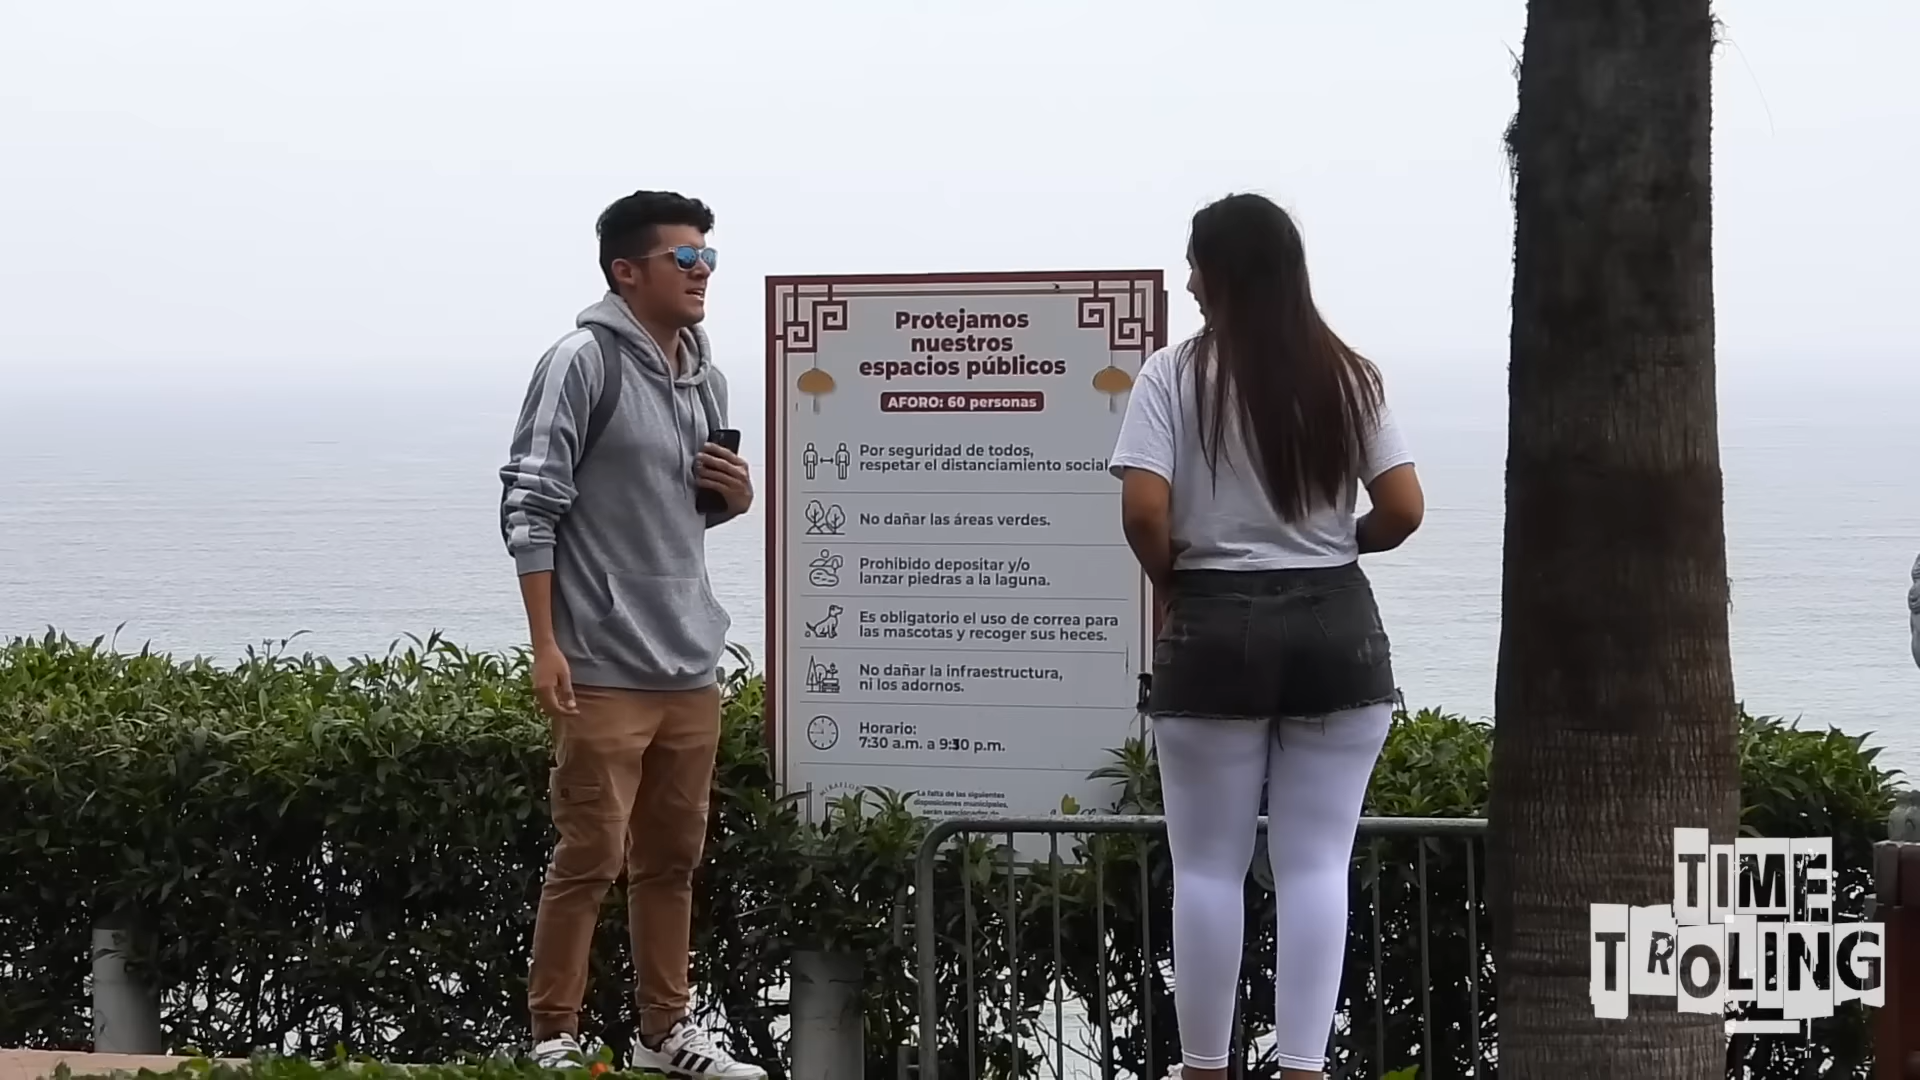 Protejamos
nuestros
espacios públicos
AFORO: 60 personas
Por seguridad de todos,
respetar el distanciamiento social
No dañar las áreas verdes.
Prohibido depositar y/o
lanzar piedras a la laguna.
Es obligatorio el uso de correa para
las mascotas y recoger sus heces.
No dañar la infraestructura,
ni los adornos.
Horario:
7:30 a.m. a 9:30 p.m.
La falta de las siguientes
disposiciones municipales,
serán sancionadas de
TIME
TROLING